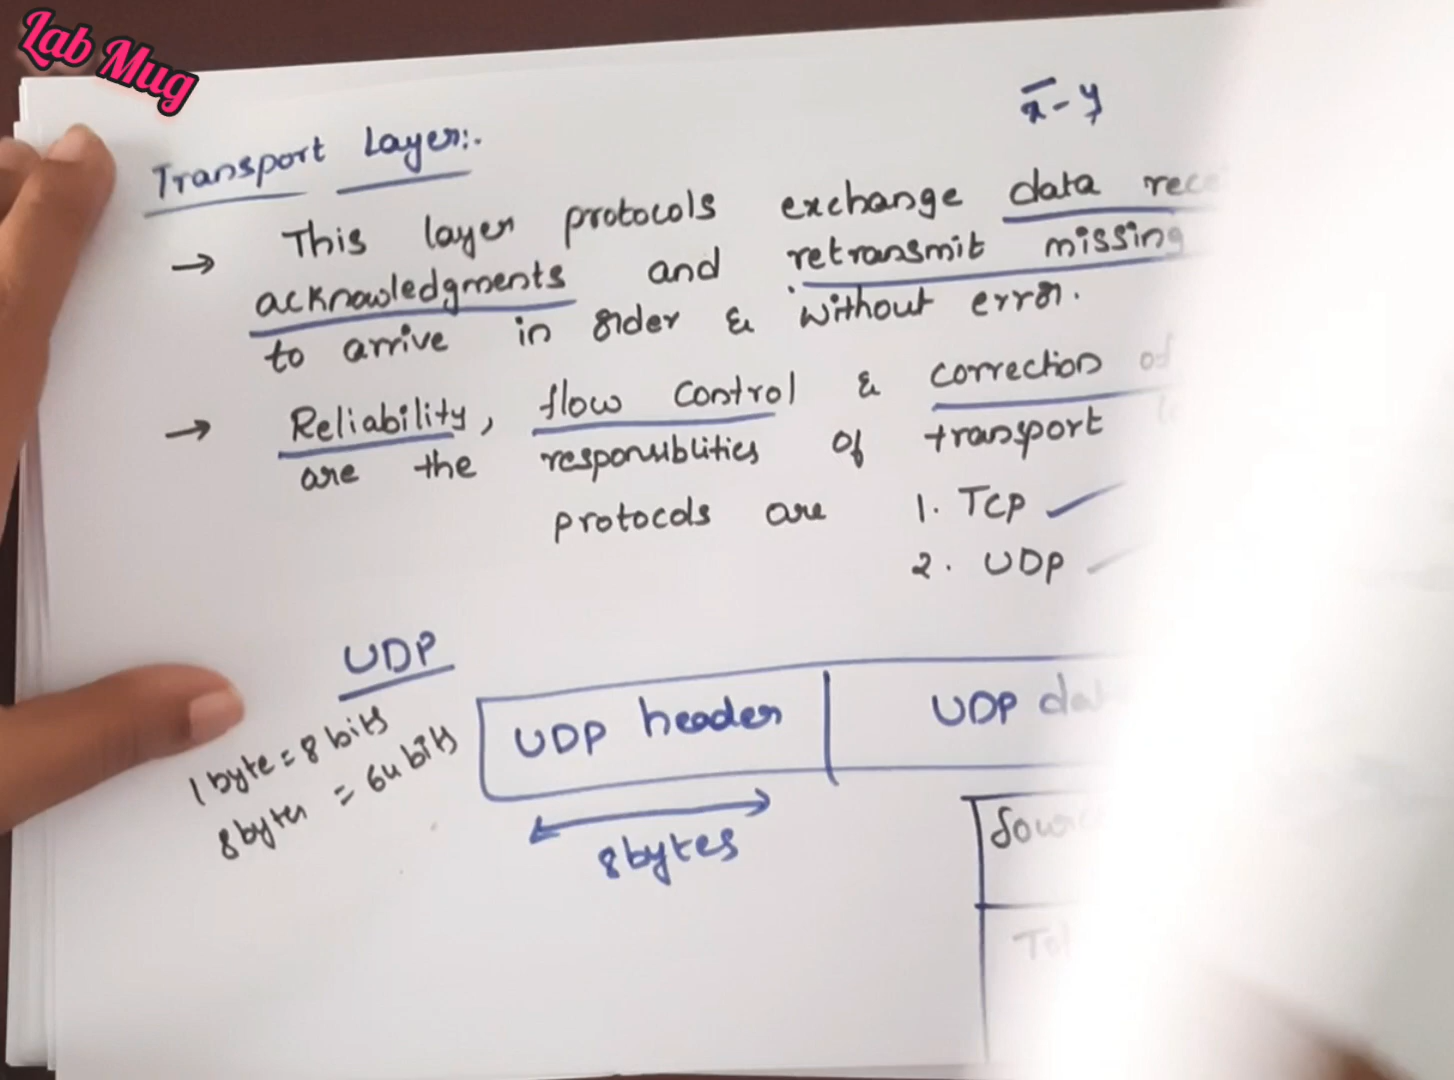 Lab Mug
x̄ - y
Transport Layer:.
→ This layer protocols exchange data
acknowledgments and retransmit missing
to arrive in order & without error.
→ Reliability, flow control & correction of
are the responsiblities of transport
protocols are 1. TCP ✓
2. UDP
UDP
1 byte = 8 bits
8 bytes = 64 bits
UDP header
UDP
8 bytes